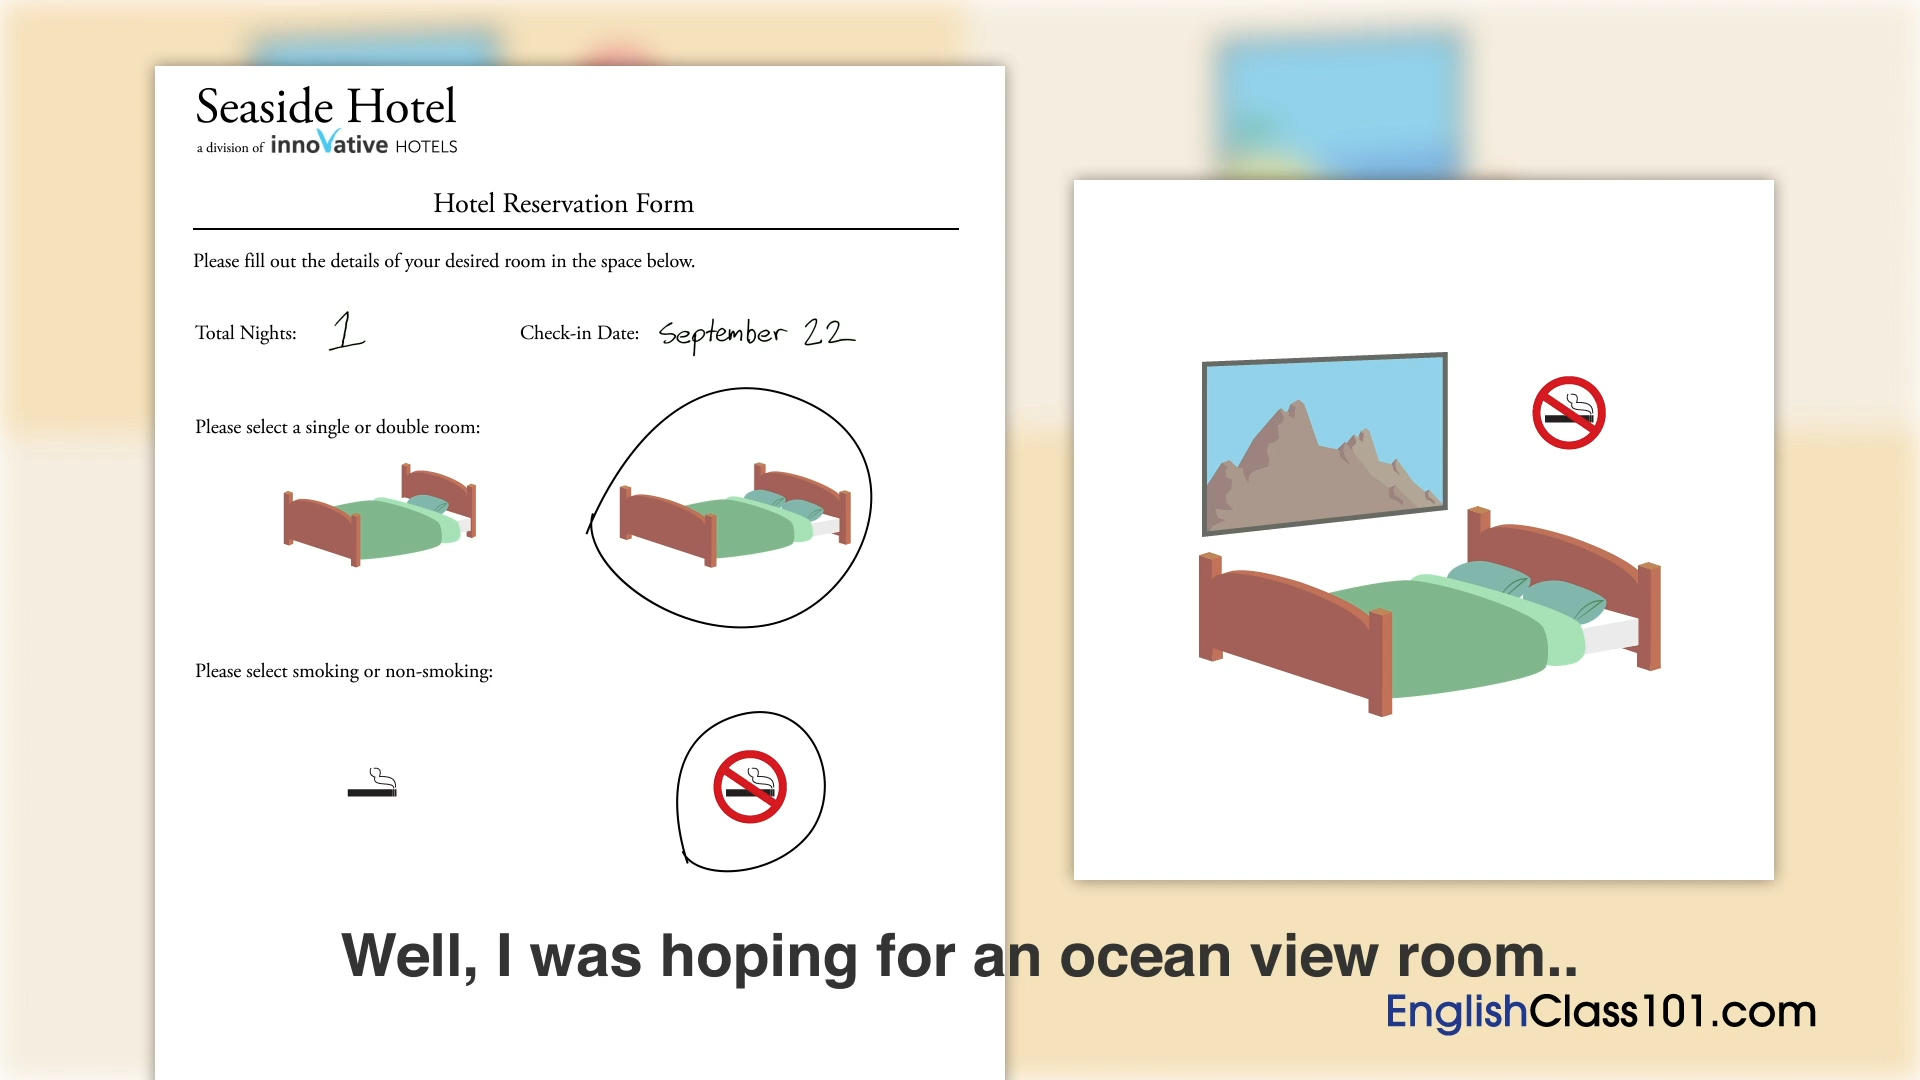 Seaside Hotel
a division of innoVative HOTELS
Hotel Reservation Form
Please fill out the details of your desired room in the space below.
Total Nights: 1 Check-in Date: September 22
Please select a single or double room:
Please select smoking or non-smoking:
Well, I was hoping for an ocean view room..
EnglishClass101.com